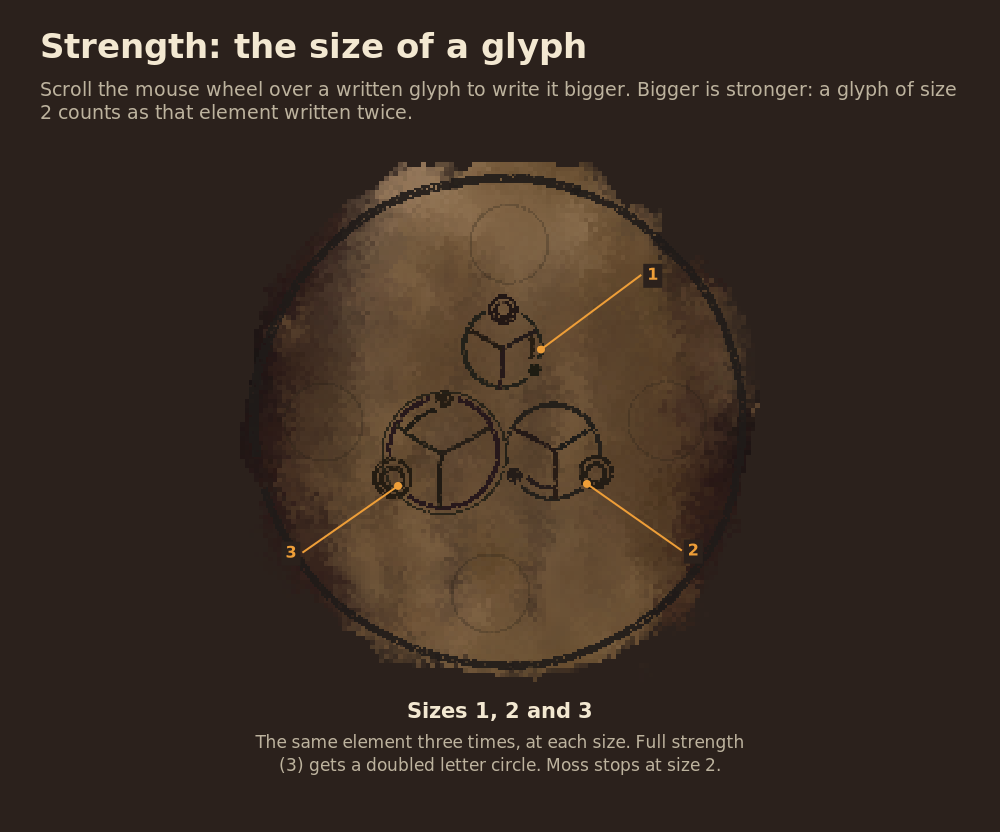 Strength: the size of a glyph
Scroll the mouse wheel over a written glyph to write it bigger. Bigger is stronger: a glyph of size
2 counts as that element written twice.
1
3
2
Sizes 1, 2 and 3
The same element three times, at each size. Full strength
(3) gets a doubled letter circle. Moss stops at size 2.